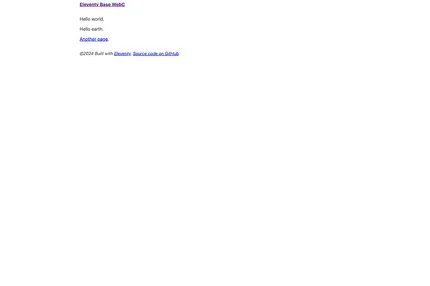 Eleventy Base WebC
Hello world.
Hello earth.
Another page.
©2024 Built with Eleventy. Source code on GitHub.